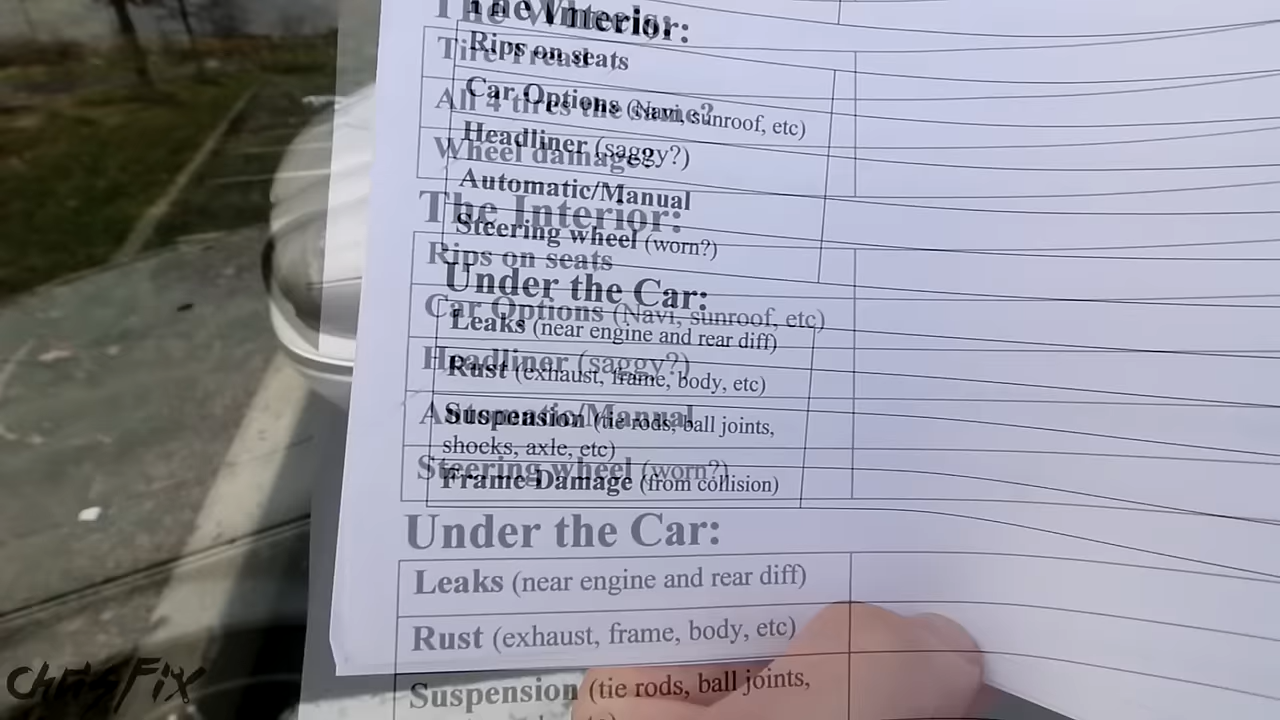 The Interior:
Rips on seats
Car Options (Navi, sunroof, etc)
Headliner (saggy?)
Automatic/Manual
Steering wheel (worn?)
Under the Car:
Leaks (near engine and rear diff)
Rust (exhaust, frame, body, etc)
Suspension (tie rods, ball joints,
shocks, axle, etc)
Frame Damage (from collision)
Tire Tread
All 4 tires the same?
Wheel damage?
The Interior:
Rips on seats
Car Options (Navi, sunroof, etc)
Headliner (saggy?)
Automatic/Manual
Steering wheel (worn?)
Under the Car:
Leaks (near engine and rear diff)
Rust (exhaust, frame, body, etc)
Suspension (tie rods, ball joints,
ChrisFix